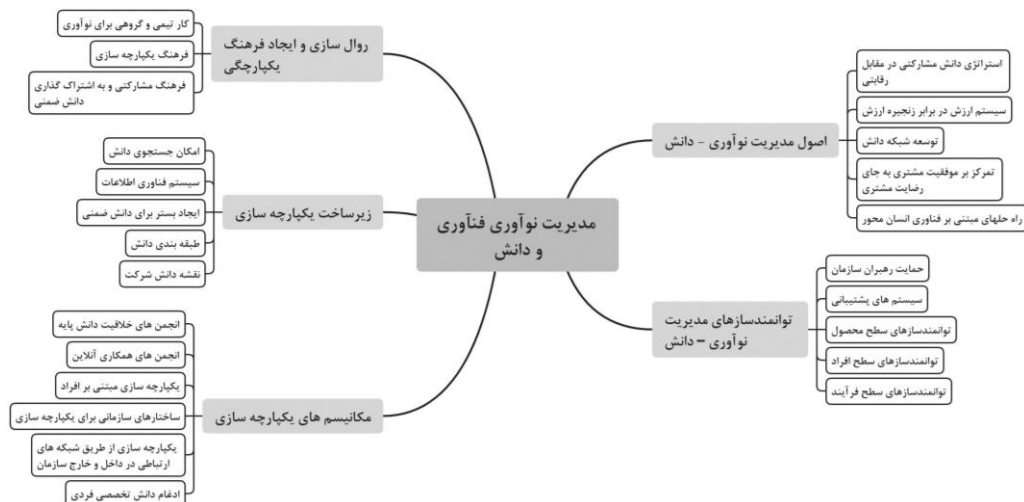 مدیریت نوآوری فنآوری
و دانش
اصول مدیریت نوآوری - دانش
استراتژی دانش مشارکتی در مقابل
رقابتی
سیستم ارزش در برابر زنجیره ارزش
توسعه شبکه دانش
تمرکز بر موفقیت مشتری به جای
رضایت مشتری
راه حلهای مبتنی بر فناوری انسان محور
توانمندسازهای مدیریت
نوآوری – دانش
حمایت رهبران سازمان
سیستم های پشتیبانی
توانمندسازهای سطح محصول
توانمندسازهای سطح افراد
توانمندسازهای سطح فرآیند
روال سازی و ایجاد فرهنگ
یکپارچگی
کار تیمی و گروهی برای نوآوری
فرهنگ یکپارچه سازی
فرهنگ مشارکتی و به اشتراک گذاری
دانش ضمنی
زیرساخت یکپارچه سازی
امکان جستجوی دانش
سیستم فناوری اطلاعات
ایجاد بستر برای دانش ضمنی
طبقه بندی دانش
نقشه دانش شرکت
مکانیسم های یکپارچه سازی
انجمن های خلاقیت دانش پایه
انجمن های همکاری آنلاین
یکپارچه سازی مبتنی بر افراد
ساختارهای سازمانی برای یکپارچه سازی
یکپارچه سازی از طریق شبکه های
ارتباطی در داخل و خارج سازمان
ادغام دانش تخصصی فردی